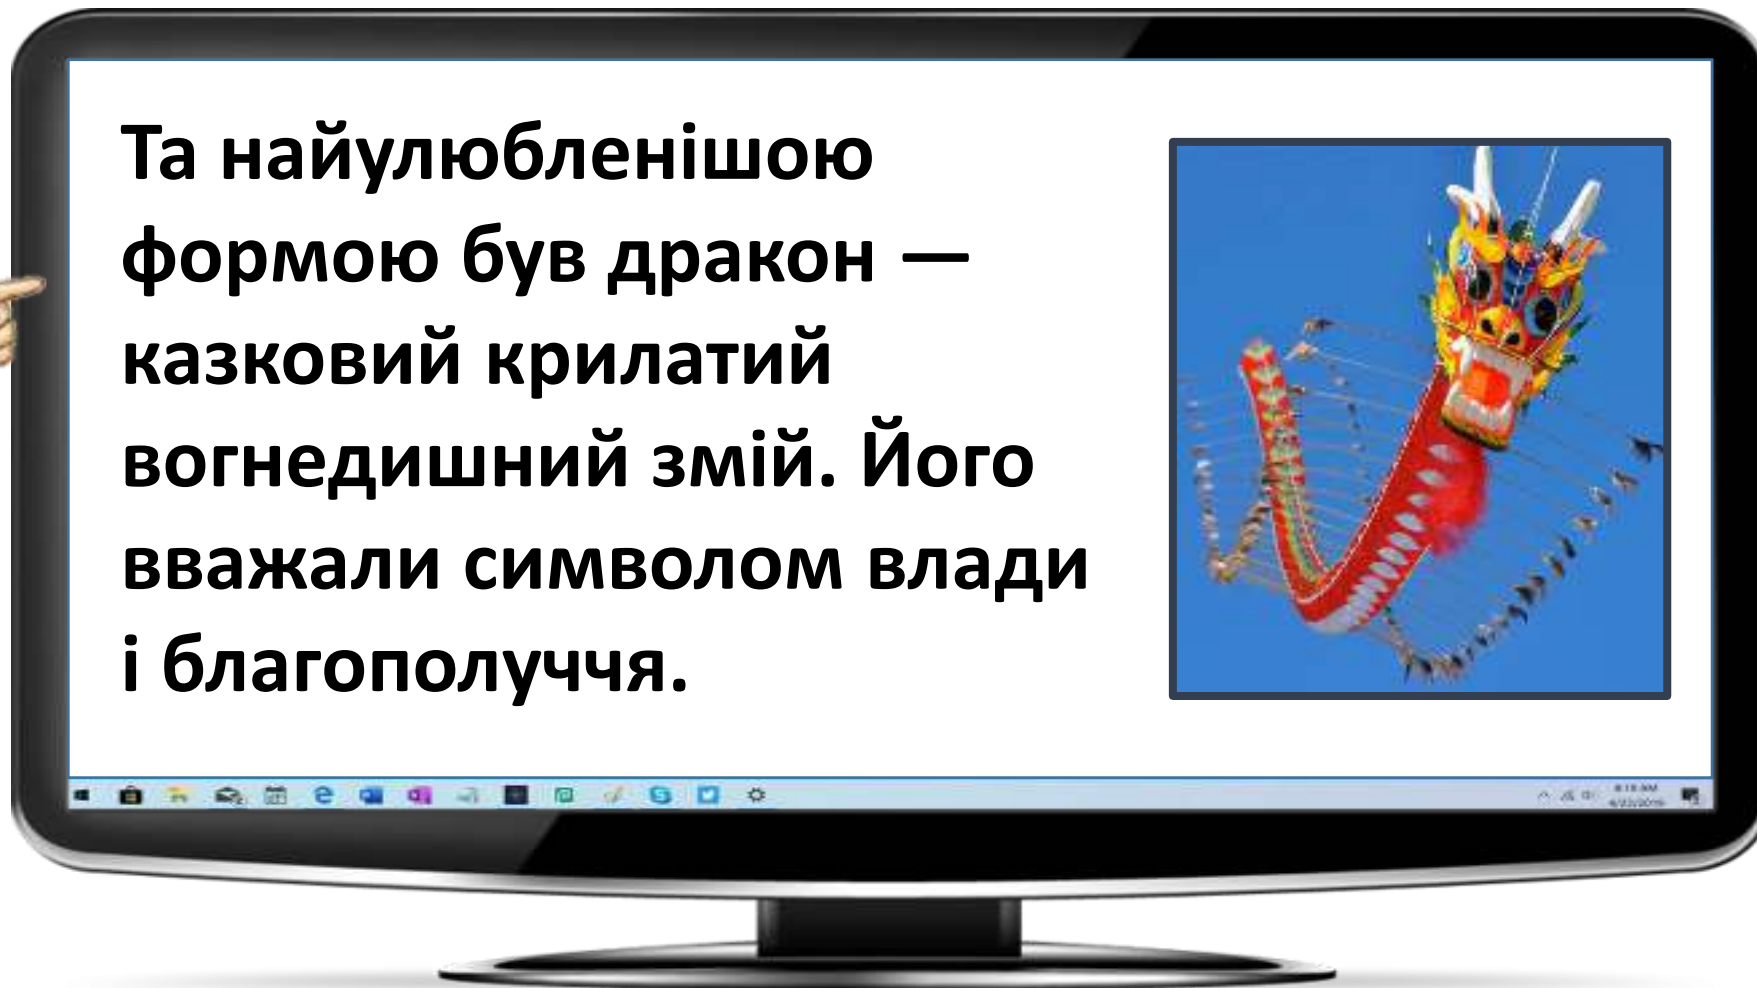 Та найулюбленішою
формою був дракон —
казковий крилатий
вогнедишний змій. Його
вважали символом влади
і благополуччя.